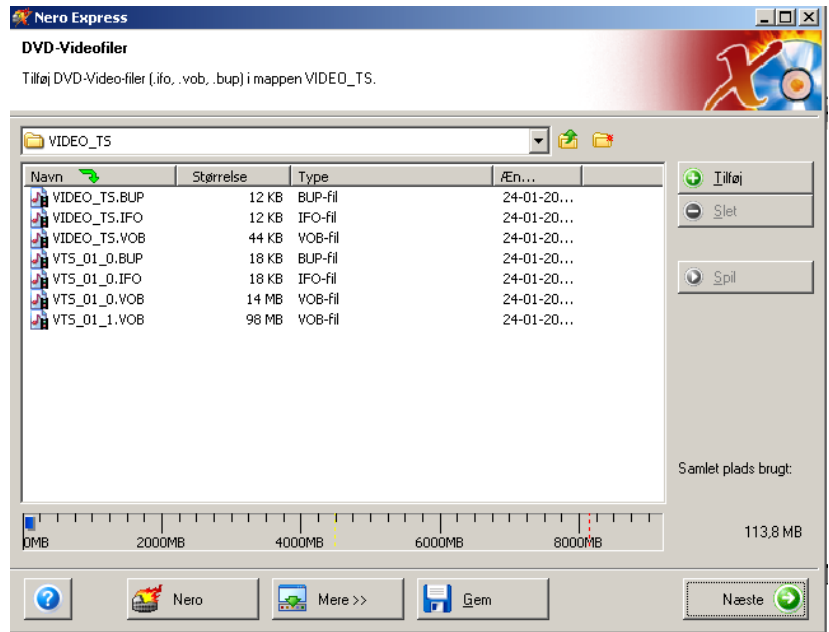 Nero Express
DVD-Videofiler
Tilføj DVD-Video-filer (.ifo, .vob, .bup) i mappen VIDEO_TS.
VIDEO_TS
Navn Størrelse Type Æn...
VIDEO_TS.BUP 12 KB BUP-fil 24-01-20...
VIDEO_TS.IFO 12 KB IFO-fil 24-01-20...
VIDEO_TS.VOB 44 KB VOB-fil 24-01-20...
VTS_01_0.BUP 18 KB BUP-fil 24-01-20...
VTS_01_0.IFO 18 KB IFO-fil 24-01-20...
VTS_01_0.VOB 14 MB VOB-fil 24-01-20...
VTS_01_1.VOB 98 MB VOB-fil 24-01-20...
Tilføj
Slet
Spil
Samlet plads brugt:
0MB 2000MB 4000MB 6000MB 8000MB
113,8 MB
Nero Mere >> Gem Næste